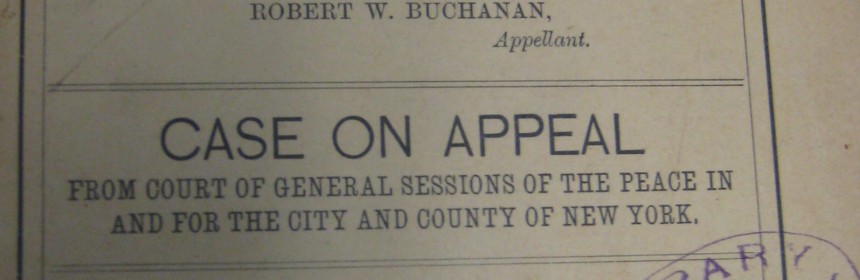 ROBERT W. BUCHANAN,
Appellant.
CASE ON APPEAL
FROM COURT OF GENERAL SESSIONS OF THE PEACE IN
AND FOR THE CITY AND COUNTY OF NEW YORK.